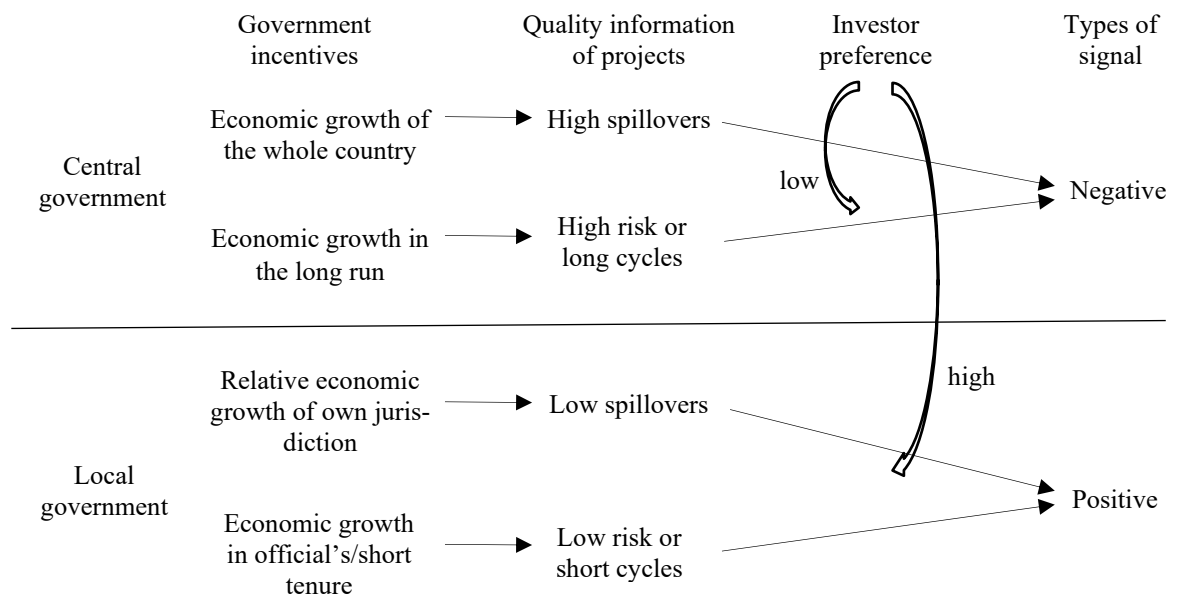 Government
incentives
Quality information
of projects
Investor
preference
Types of
signal
Central
government
Economic growth of
the whole country
High spillovers
low
Negative
Economic growth in
the long run
High risk or
long cycles
Local
government
Relative economic
growth of own juris-
diction
Low spillovers
high
Positive
Economic growth
in official's/short
tenure
Low risk or
short cycles